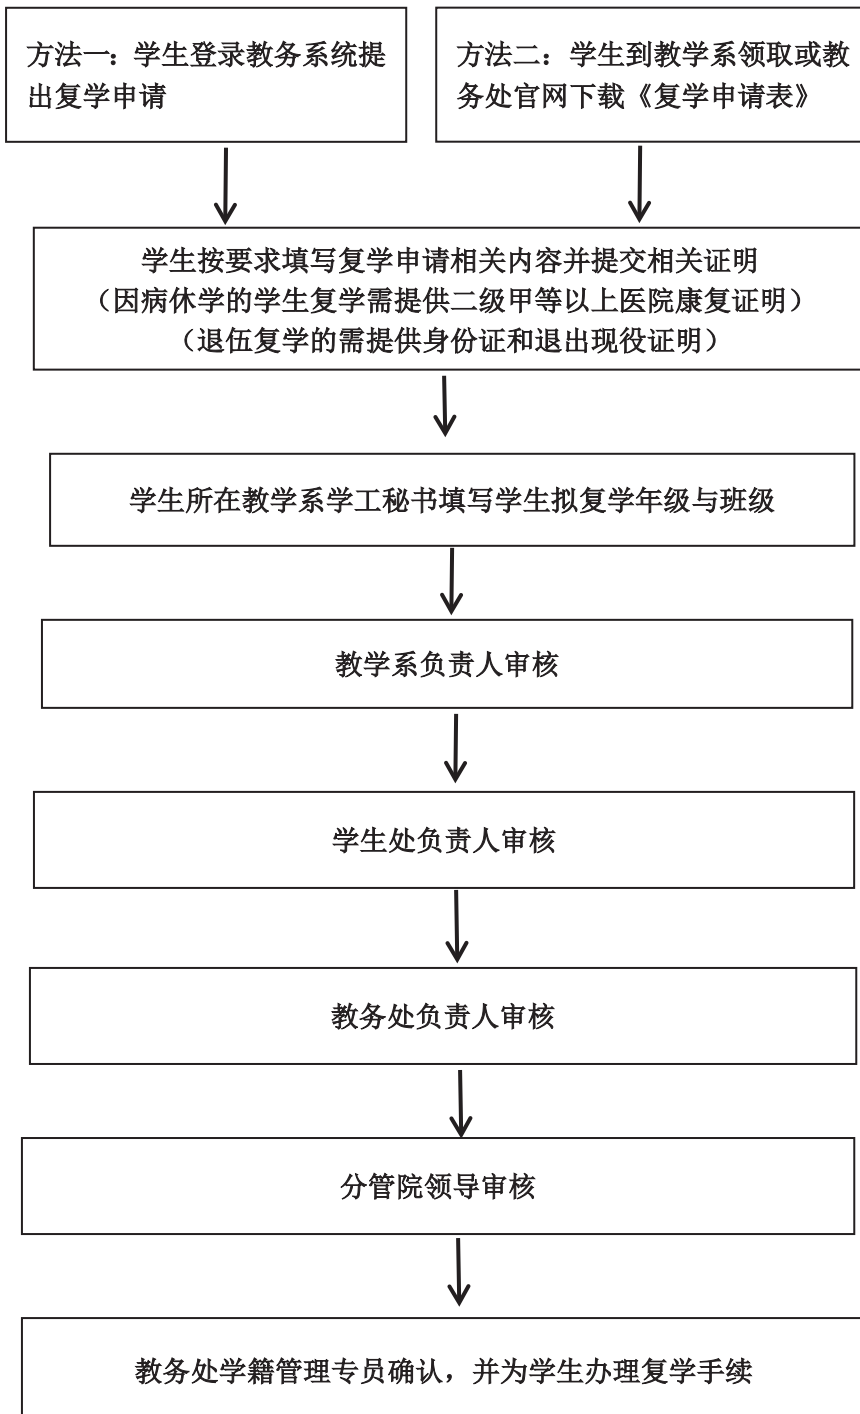 方法一：学生登录教务系统提
出复学申请
方法二：学生到教学系领取或教
务处官网下载《复学申请表》
学生按要求填写复学申请相关内容并提交相关证明
（因病休学的学生复学需提供二级甲等以上医院康复证明）
（退伍复学的需提供身份证和退出现役证明）
学生所在教学系学工秘书填写学生拟复学年级与班级
教学系负责人审核
学生处负责人审核
教务处负责人审核
分管院领导审核
教务处学籍管理专员确认，并为学生办理复学手续